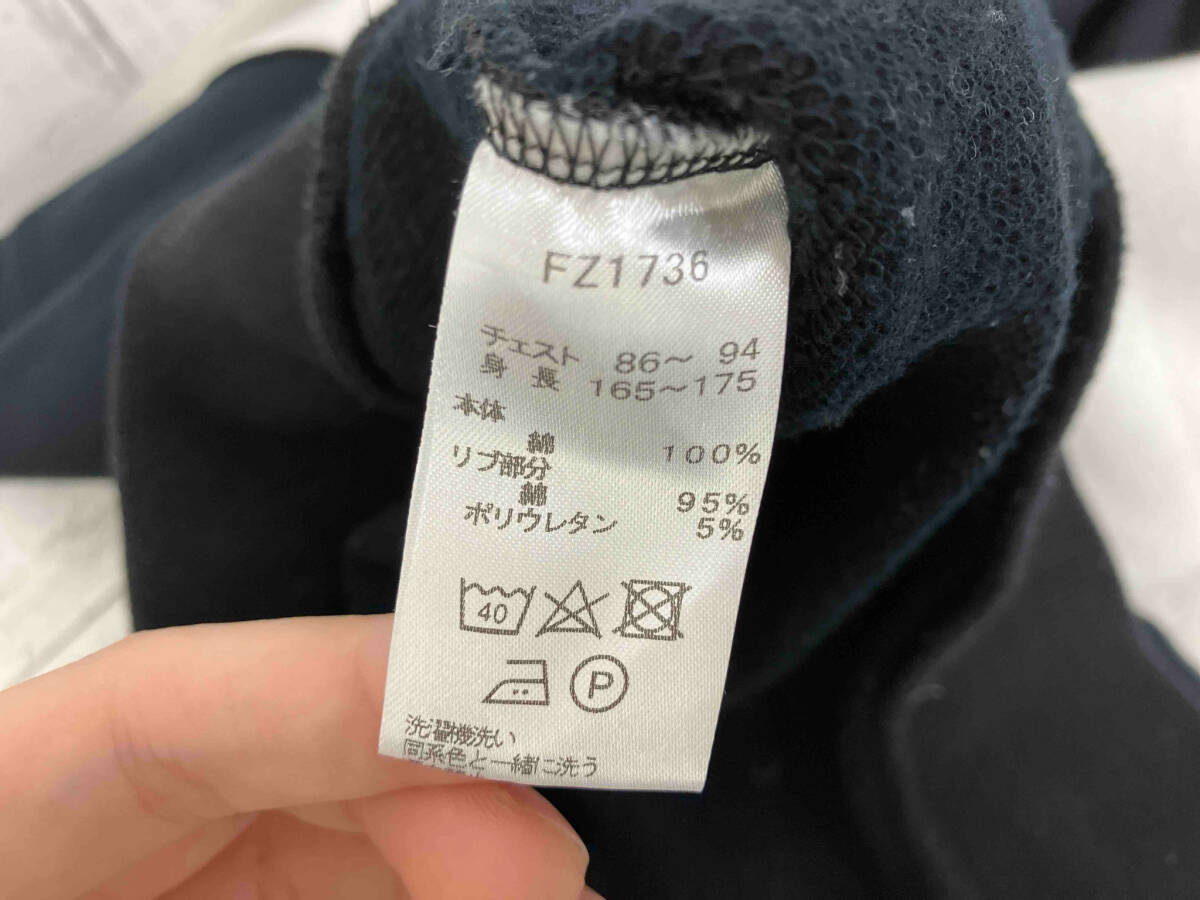 FZ1736
チェスト 86～ 94
身 長 165～175
本体
綿 100%
リブ部分
綿 95%
ポリウレタン 5%
40
P
洗濯機洗い
同系色と一緒に洗う